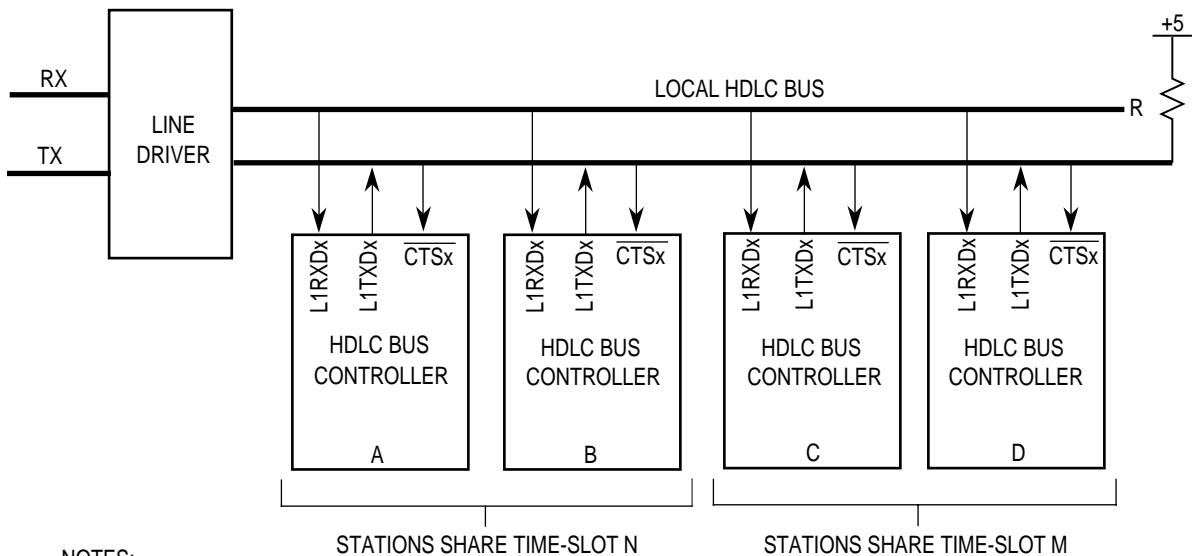 +5
RX
LOCAL HDLC BUS
R
LINE
DRIVER
TX
L1RXDx
L1TXDx
CTSx
L1RXDx
L1TXDx
CTSx
L1RXDx
L1TXDx
CTSx
L1RXDx
L1TXDx
CTSx
HDLC BUS
CONTROLLER
HDLC BUS
CONTROLLER
HDLC BUS
CONTROLLER
HDLC BUS
CONTROLLER
A
B
C
D
STATIONS SHARE TIME-SLOT N
STATIONS SHARE TIME-SLOT M
NOTES: